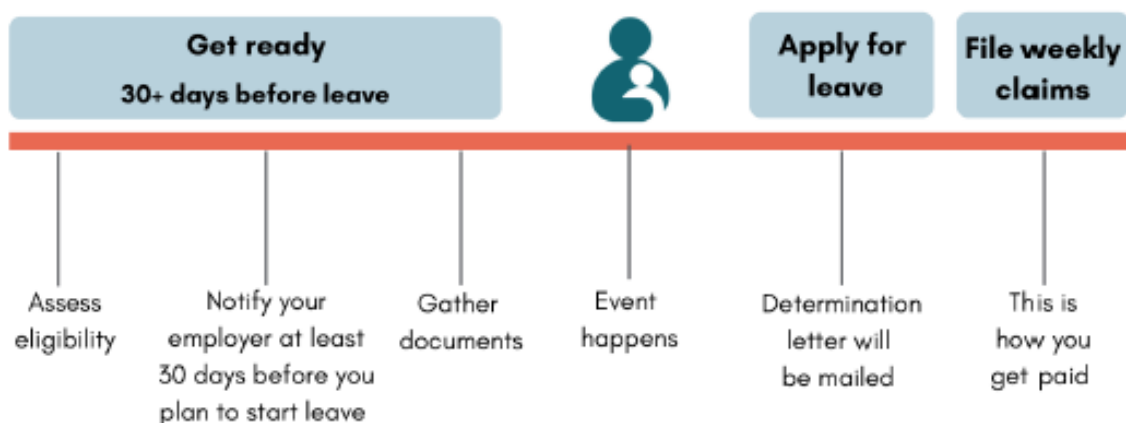 Get ready
30+ days before leave
Apply for
leave
File weekly
claims
Assess
eligibility
Notify your
employer at least
30 days before you
plan to start leave
Gather
documents
Event
happens
Determination
letter will
be mailed
This is
how you
get paid